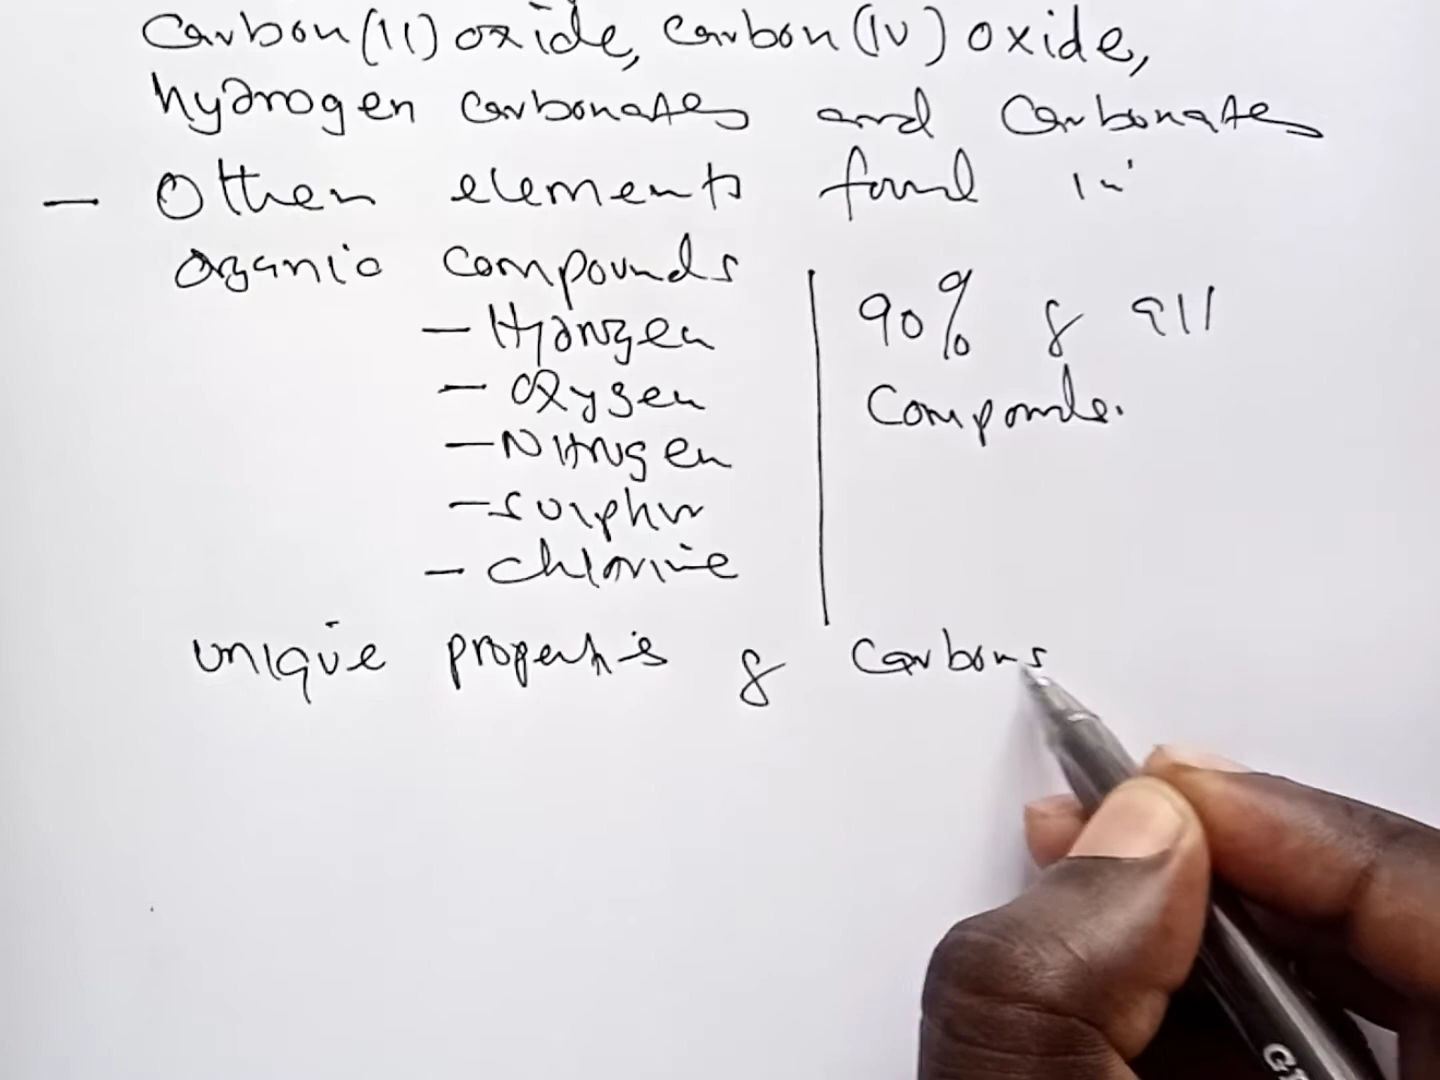 Carbon(II) oxide, carbon(IV) oxide,
hydrogen carbonates and carbonates
— Other elements found in
organic compounds
— Hydrogen
— Oxygen
— Nitrogen
— Sulphur
— Chlorine
90% of all
compounds.
unique properties of carbons